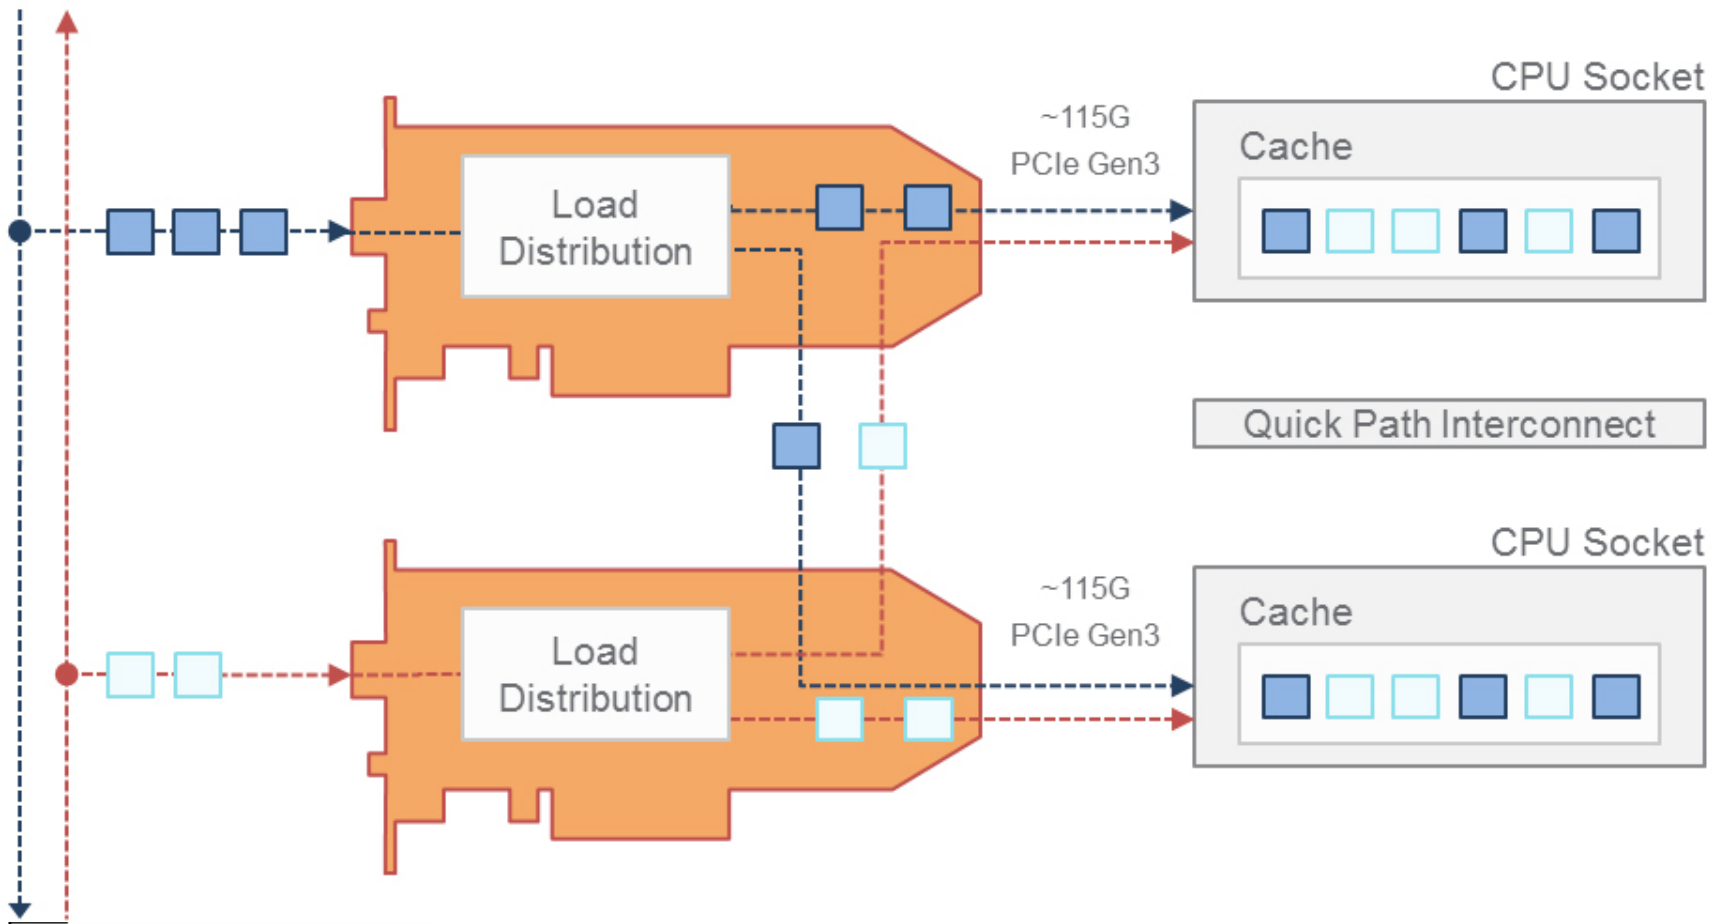 CPU Socket
~115G
PCIe Gen3
Cache
Load
Distribution
Quick Path Interconnect
CPU Socket
~115G
PCIe Gen3
Cache
Load
Distribution